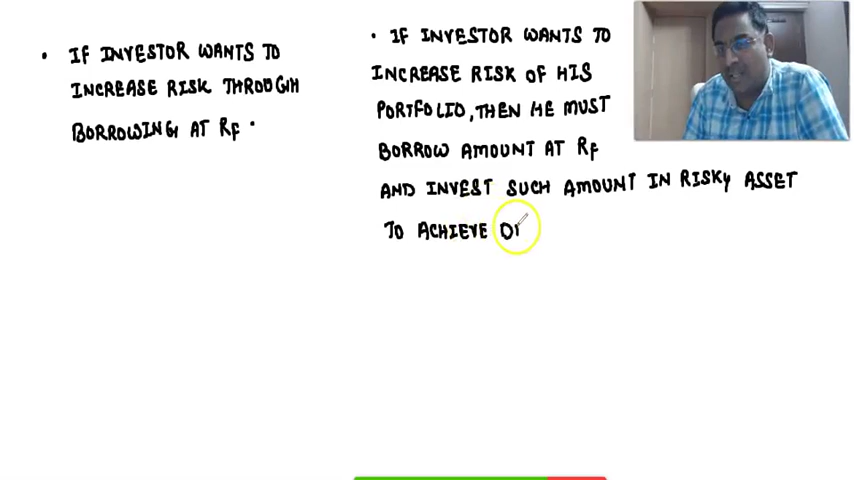 • IF INVESTOR WANTS TO
INCREASE RISK THROUGH
BORROWING AT Rf •
• IF INVESTOR WANTS TO
INCREASE RISK OF HIS
PORTFOLIO, THEN HE MUST
BORROW AMOUNT AT Rf
AND INVEST SUCH AMOUNT IN RISKY ASSET
TO ACHIEVE